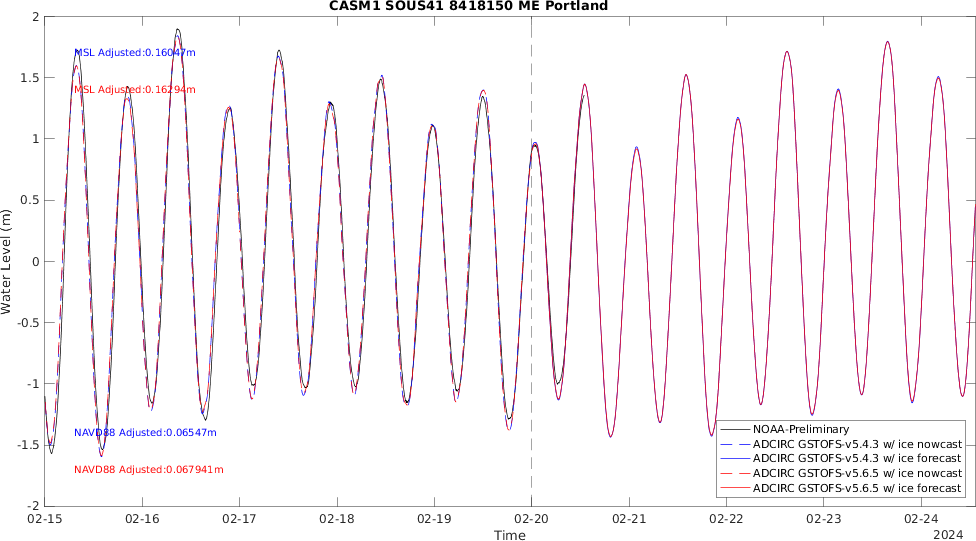 CASM1 SOUS41 8418150 ME Portland
2
1.5
1
0.5
0
-0.5
-1
-1.5
-2
Water Level (m)
MSL Adjusted:0.16047m
MSL Adjusted:0.16294m
NAVD88 Adjusted:0.06547m
NAVD88 Adjusted:0.067941m
NOAA-Preliminary
ADCIRC GSTOFS-v5.4.3 w/ ice nowcast
ADCIRC GSTOFS-v5.4.3 w/ ice forecast
ADCIRC GSTOFS-v5.6.5 w/ ice nowcast
ADCIRC GSTOFS-v5.6.5 w/ ice forecast
02-15 02-16 02-17 02-18 02-19 02-20 02-21 02-22 02-23 02-24
Time
2024